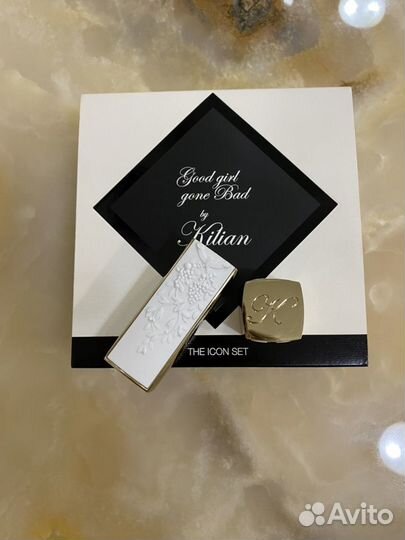 Good girl
gone Bad
by
Kilian
K
THE ICON SET
Avito